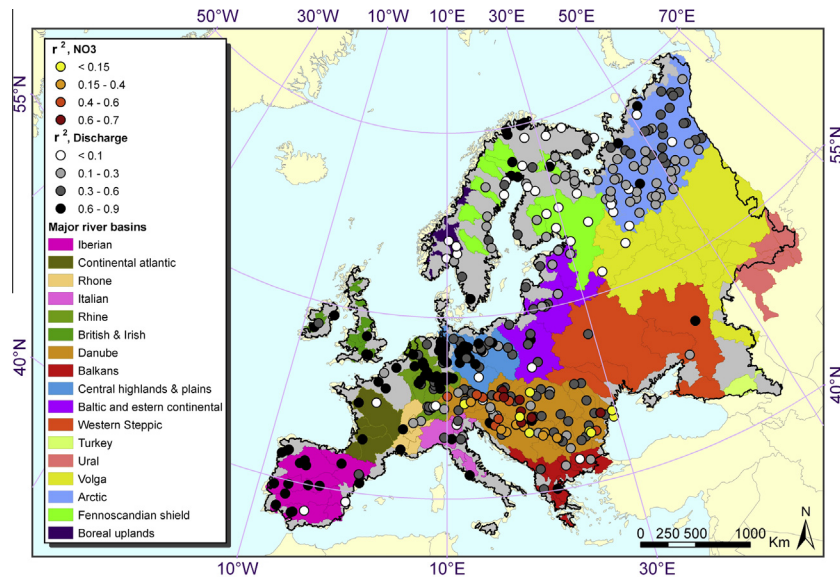 50°W 40°W 30°W 20°W 10°W 10°E 20°E 30°E 40°E 50°E 70°E
r², NO3
< 0.15
0.15 - 0.4
0.4 - 0.6
0.6 - 0.7
r², Discharge
< 0.1
0.1 - 0.3
0.3 - 0.6
0.6 - 0.9
Major river basins
Iberian
Continental atlantic
Rhone
Italian
Rhine
British & Irish
Danube
Balkans
Central highlands & plains
Baltic and estern continental
Western Steppic
Turkey
Ural
Volga
Arctic
Fennoscandian shield
Boreal uplands
55°N
40°N
55°N
40°N
N
0 250 500 1000
Km
10°W 10°E 30°E